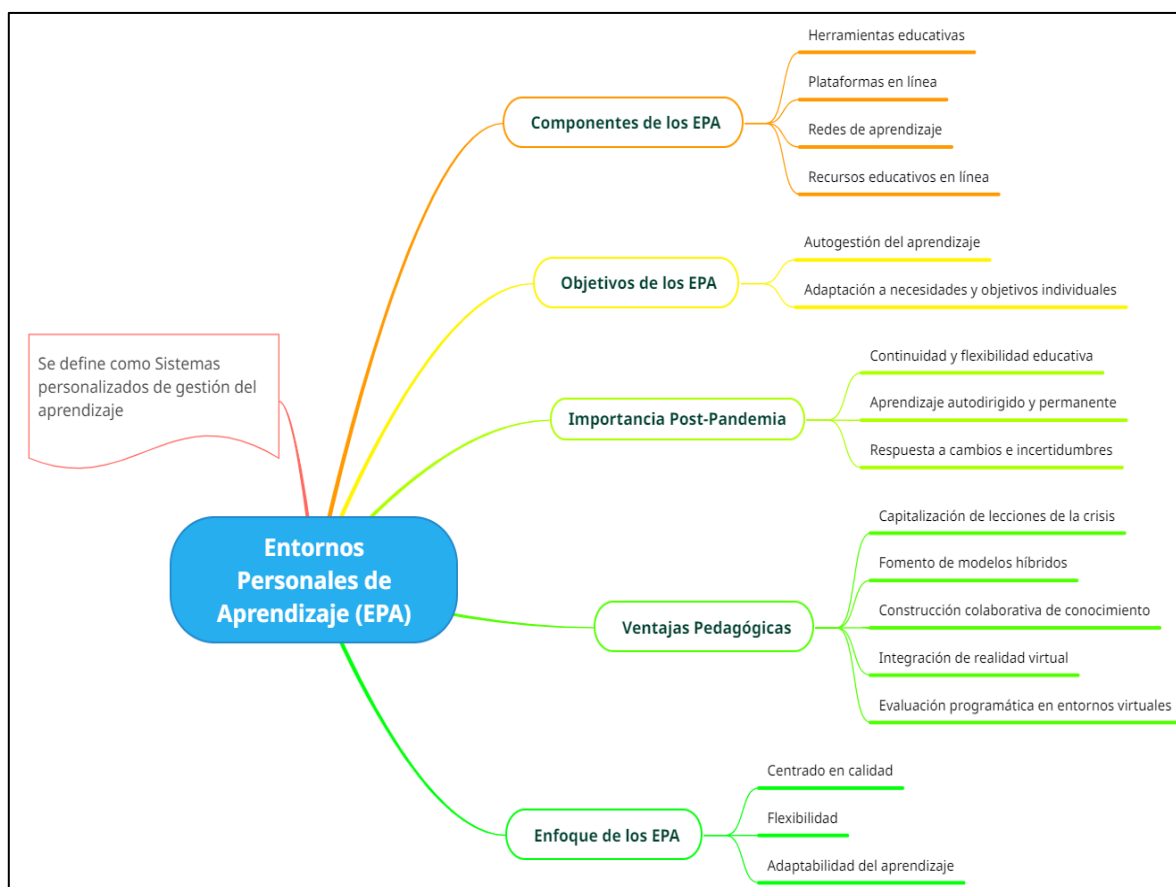 Se define como Sistemas
personalizados de gestión del
aprendizaje
Entornos
Personales de
Aprendizaje (EPA)
Componentes de los EPA
Herramientas educativas
Plataformas en línea
Redes de aprendizaje
Recursos educativos en línea
Objetivos de los EPA
Autogestión del aprendizaje
Adaptación a necesidades y objetivos individuales
Importancia Post-Pandemia
Continuidad y flexibilidad educativa
Aprendizaje autodirigido y permanente
Respuesta a cambios e incertidumbres
Ventajas Pedagógicas
Capitalización de lecciones de la crisis
Fomento de modelos híbridos
Construcción colaborativa de conocimiento
Integración de realidad virtual
Evaluación programática en entornos virtuales
Enfoque de los EPA
Centrado en calidad
Flexibilidad
Adaptabilidad del aprendizaje